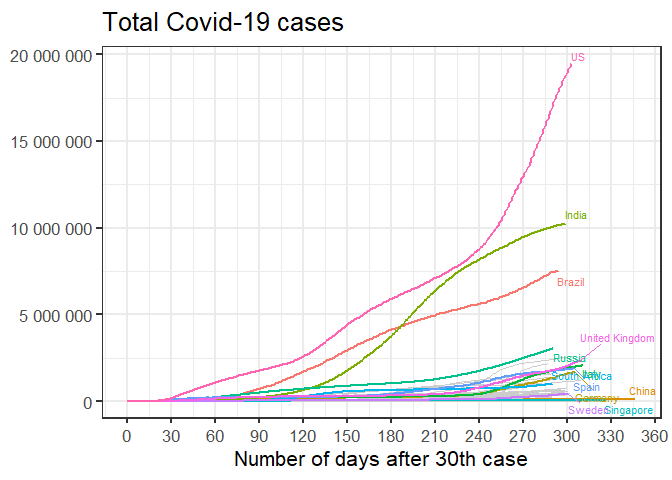 Total Covid-19 cases
20 000 000
15 000 000
10 000 000
5 000 000
0
US
India
Brazil
United Kingdom
Russia
Italy
South Africa
Spain
Germany
China
Sweden
Singapore
0 30 60 90 120 150 180 210 240 270 300 330 360
Number of days after 30th case